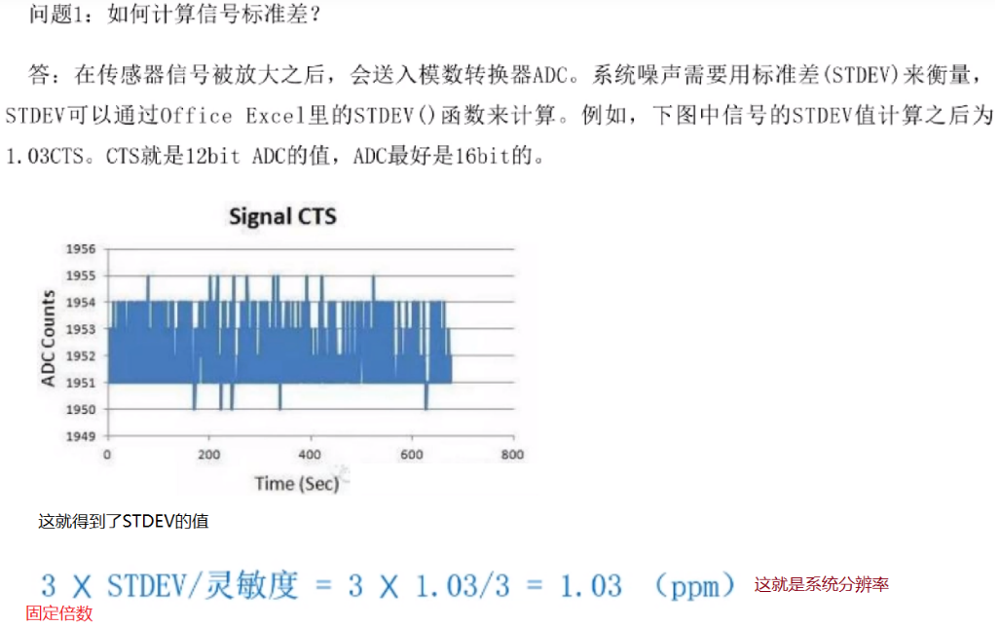 问题1：如何计算信号标准差？
答：在传感器信号被放大之后，会送入模数转换器ADC。系统噪声需要用标准差(STDEV)来衡量，
STDEV可以通过Office Excel里的STDEV()函数来计算。例如，下图中信号的STDEV值计算之后为
1.03CTS。CTS就是12bit ADC的值，ADC最好是16bit的。
Signal CTS
ADC Counts
1956
1955
1954
1953
1952
1951
1950
1949
0 200 400 600 800
Time (Sec)
这就得到了STDEV的值
3 X STDEV/灵敏度 = 3 X 1.03/3 = 1.03 （ppm） 这就是系统分辨率
固定倍数